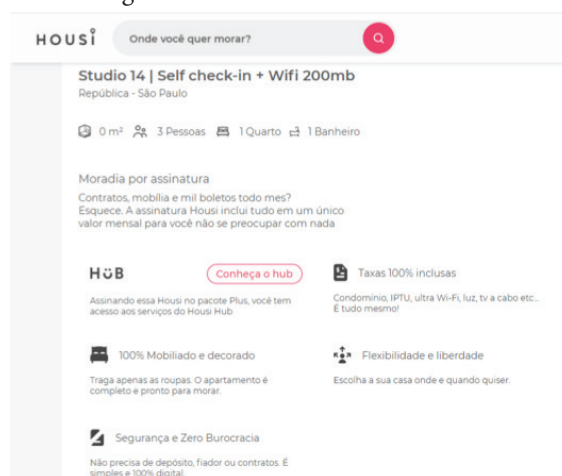 HOUSi
Onde você quer morar?
Studio 14 | Self check-in + Wifi 200mb
República - São Paulo
0 m² 3 Pessoas 1 Quarto 1 Banheiro
Moradia por assinatura
Contratos, mobília e mil boletos todo mes?
Esquece. A assinatura Housi inclui tudo em um único
valor mensal para você não se preocupar com nada
HüB
Conheça o hub
Assinando essa Housi no pacote Plus, você tem
acesso aos serviços do Housi Hub
Taxas 100% inclusas
Condomínio, IPTU, ultra Wi-Fi, luz, tv a cabo etc...
É tudo mesmo!
100% Mobiliado e decorado
Traga apenas as roupas. O apartamento é
completo e pronto para morar.
Flexibilidade e liberdade
Escolha a sua casa onde e quando quiser.
Segurança e Zero Burocracia
Não precisa de depósito, fiador ou contratos. É
simples e 100% digital.